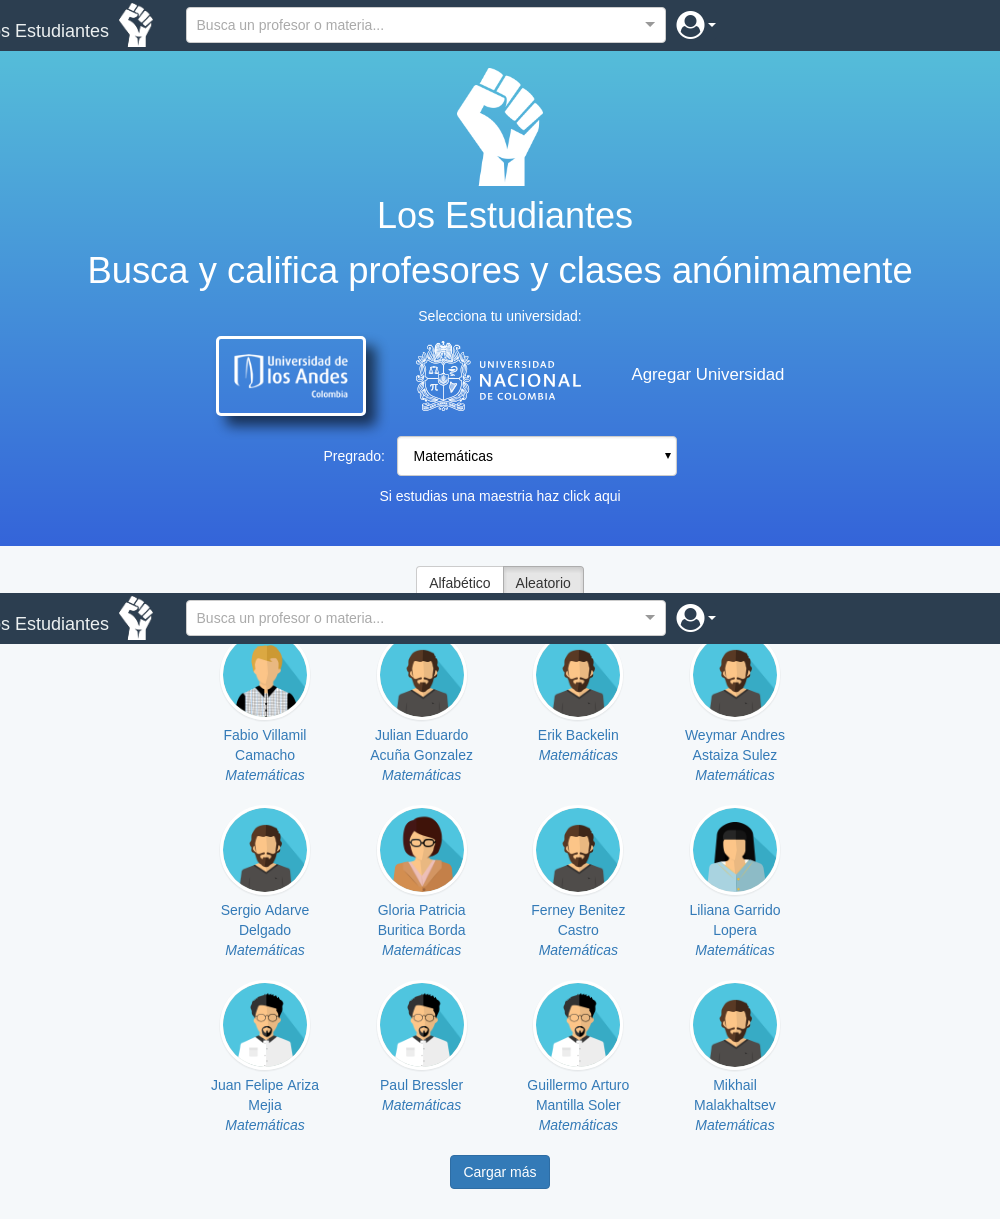 s Estudiantes
Busca un profesor o materia...
Los Estudiantes
Busca y califica profesores y clases anónimamente
Selecciona tu universidad:
Universidad de
los Andes
Colombia
UNIVERSIDAD
NACIONAL
DE COLOMBIA
Agregar Universidad
Pregrado:
Matemáticas
Si estudias una maestria haz click aqui
Alfabético
Aleatorio
s Estudiantes
Busca un profesor o materia...
Fabio Villamil
Camacho
Matemáticas
Julian Eduardo
Acuña Gonzalez
Matemáticas
Erik Backelin
Matemáticas
Weymar Andres
Astaiza Sulez
Matemáticas
Sergio Adarve
Delgado
Matemáticas
Gloria Patricia
Buritica Borda
Matemáticas
Ferney Benitez
Castro
Matemáticas
Liliana Garrido
Lopera
Matemáticas
Juan Felipe Ariza
Mejia
Matemáticas
Paul Bressler
Matemáticas
Guillermo Arturo
Mantilla Soler
Matemáticas
Mikhail
Malakhaltsev
Matemáticas
Cargar más